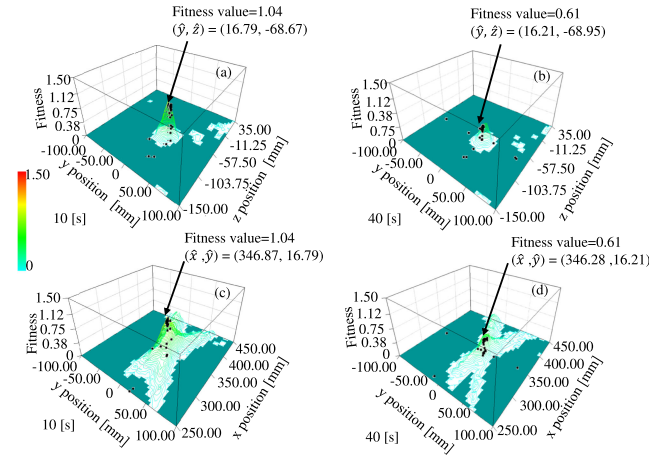 Fitness value=1.04
(ŷ, ẑ) = (16.79, -68.67)
(a)
1.50
1.12
0.75
0.38
0
Fitness
-100.00
-50.00
0
50.00
100.00
y position [mm]
35.00
-11.25
-57.50
-103.75
-150.00
z position [mm]
10 [s]
Fitness value=0.61
(ŷ, ẑ) = (16.21, -68.95)
(b)
1.50
1.12
0.38
0.75
0
Fitness
-100.00
-50.00
0
50.00
100.00
y position [mm]
35.00
-11.25
-57.50
-103.75
-150.00
z position [mm]
40 [s]
1.50
0
Fitness value=1.04
(x̂ ,ŷ) = (346.87, 16.79)
(c)
1.50
1.12
0.75
0.38
0
Fitness
-100.00
-50.00
0
50.00
100.00
y position [mm]
450.00
400.00
350.00
300.00
250.00
x position [mm]
10 [s]
Fitness value=0.61
(x̂ ,ŷ) = (346.28 ,16.21)
(d)
1.50
1.12
0.75
0.38
0
Fitness
-100.00
-50.00
0
50.00
100.00
y position [mm]
450.00
400.00
350.00
300.00
250.00
x position [mm]
40 [s]